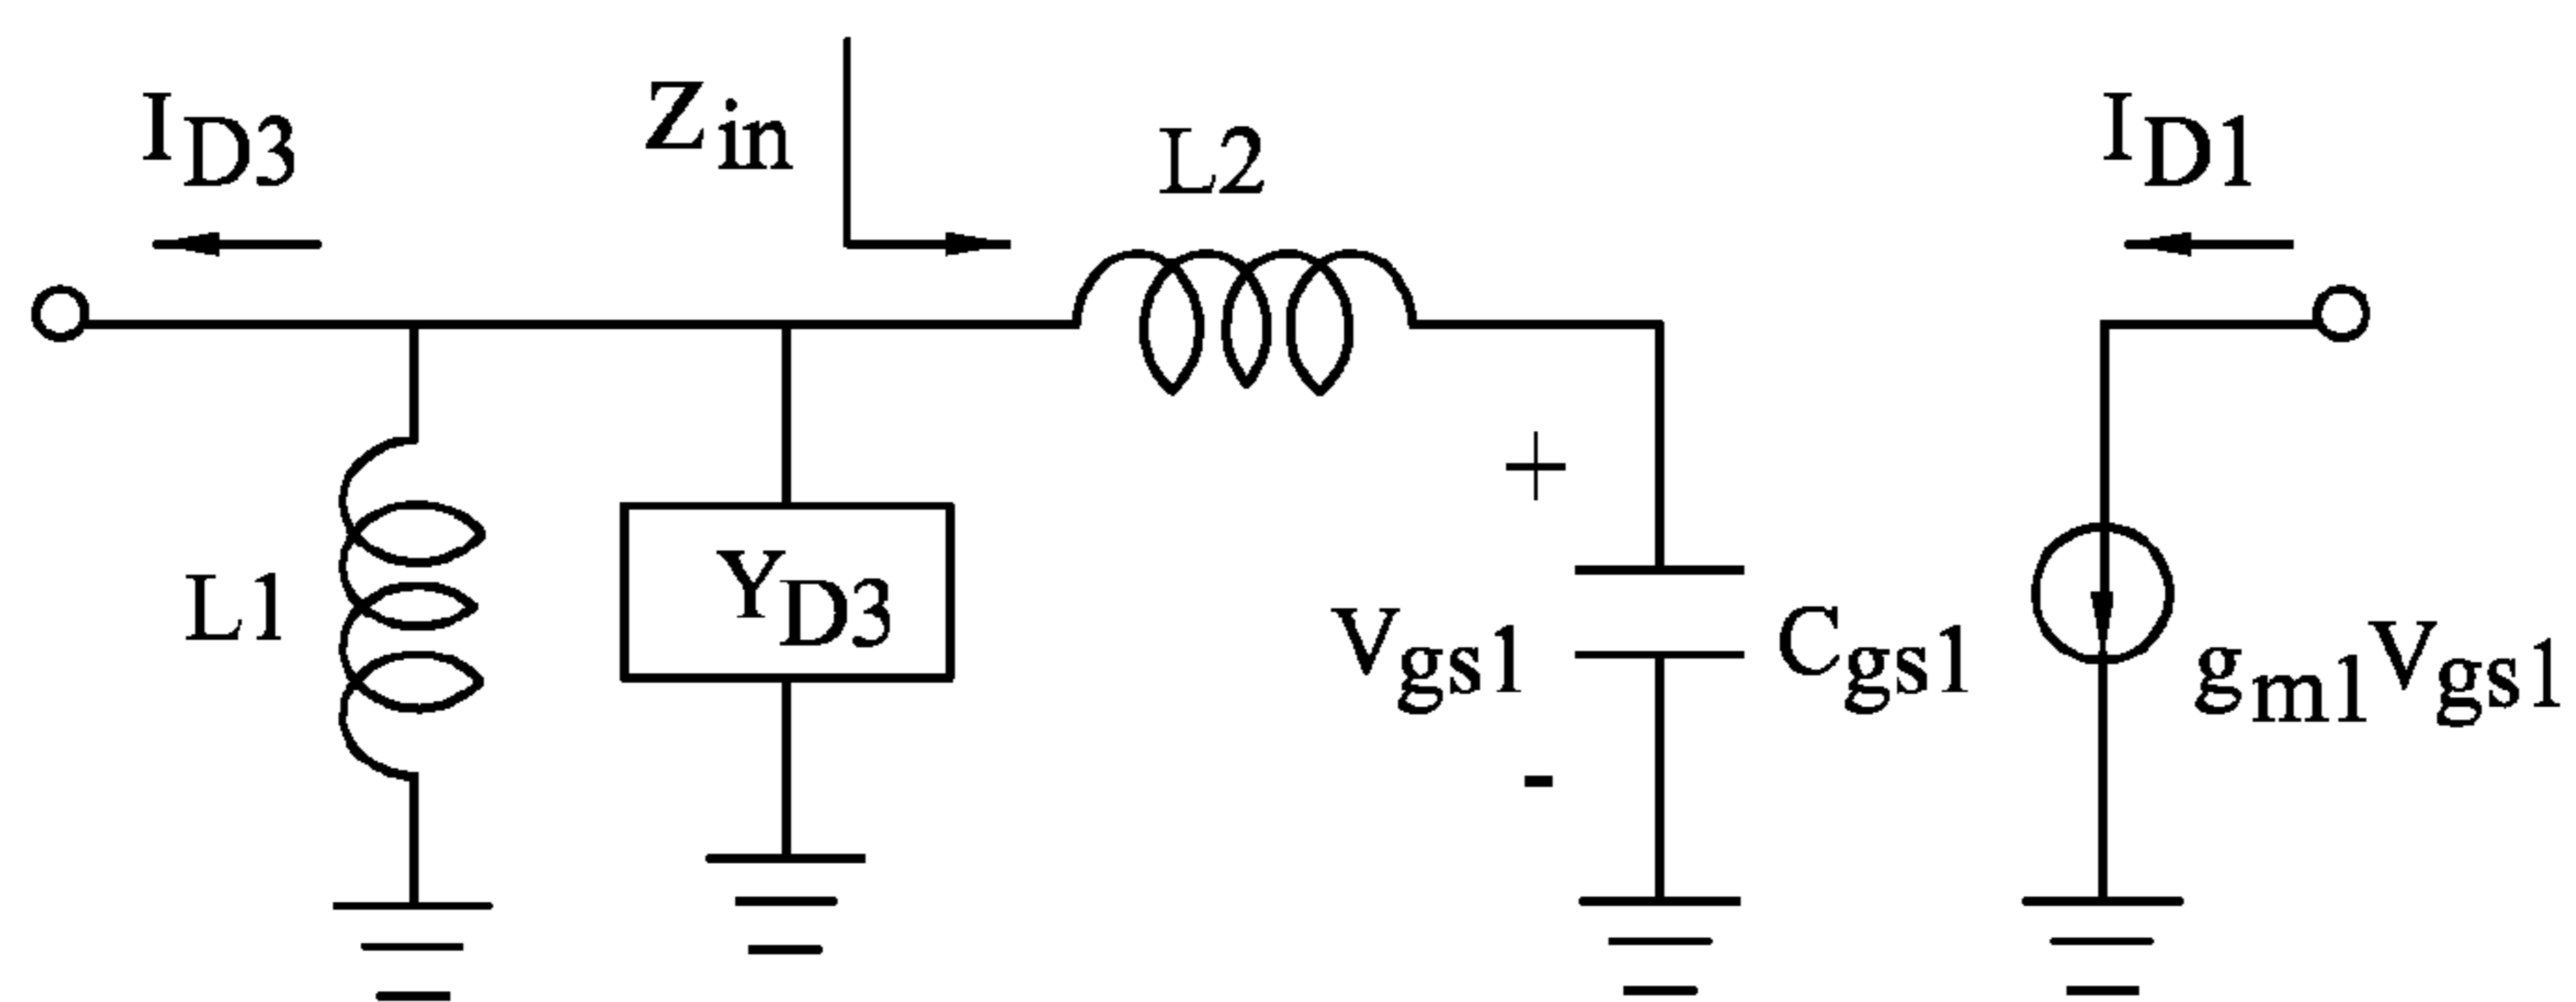 I_D3
Z_in
L2
I_D1
L1
Y_D3
+
V_gs1
-
C_gs1
g_m1V_gs1